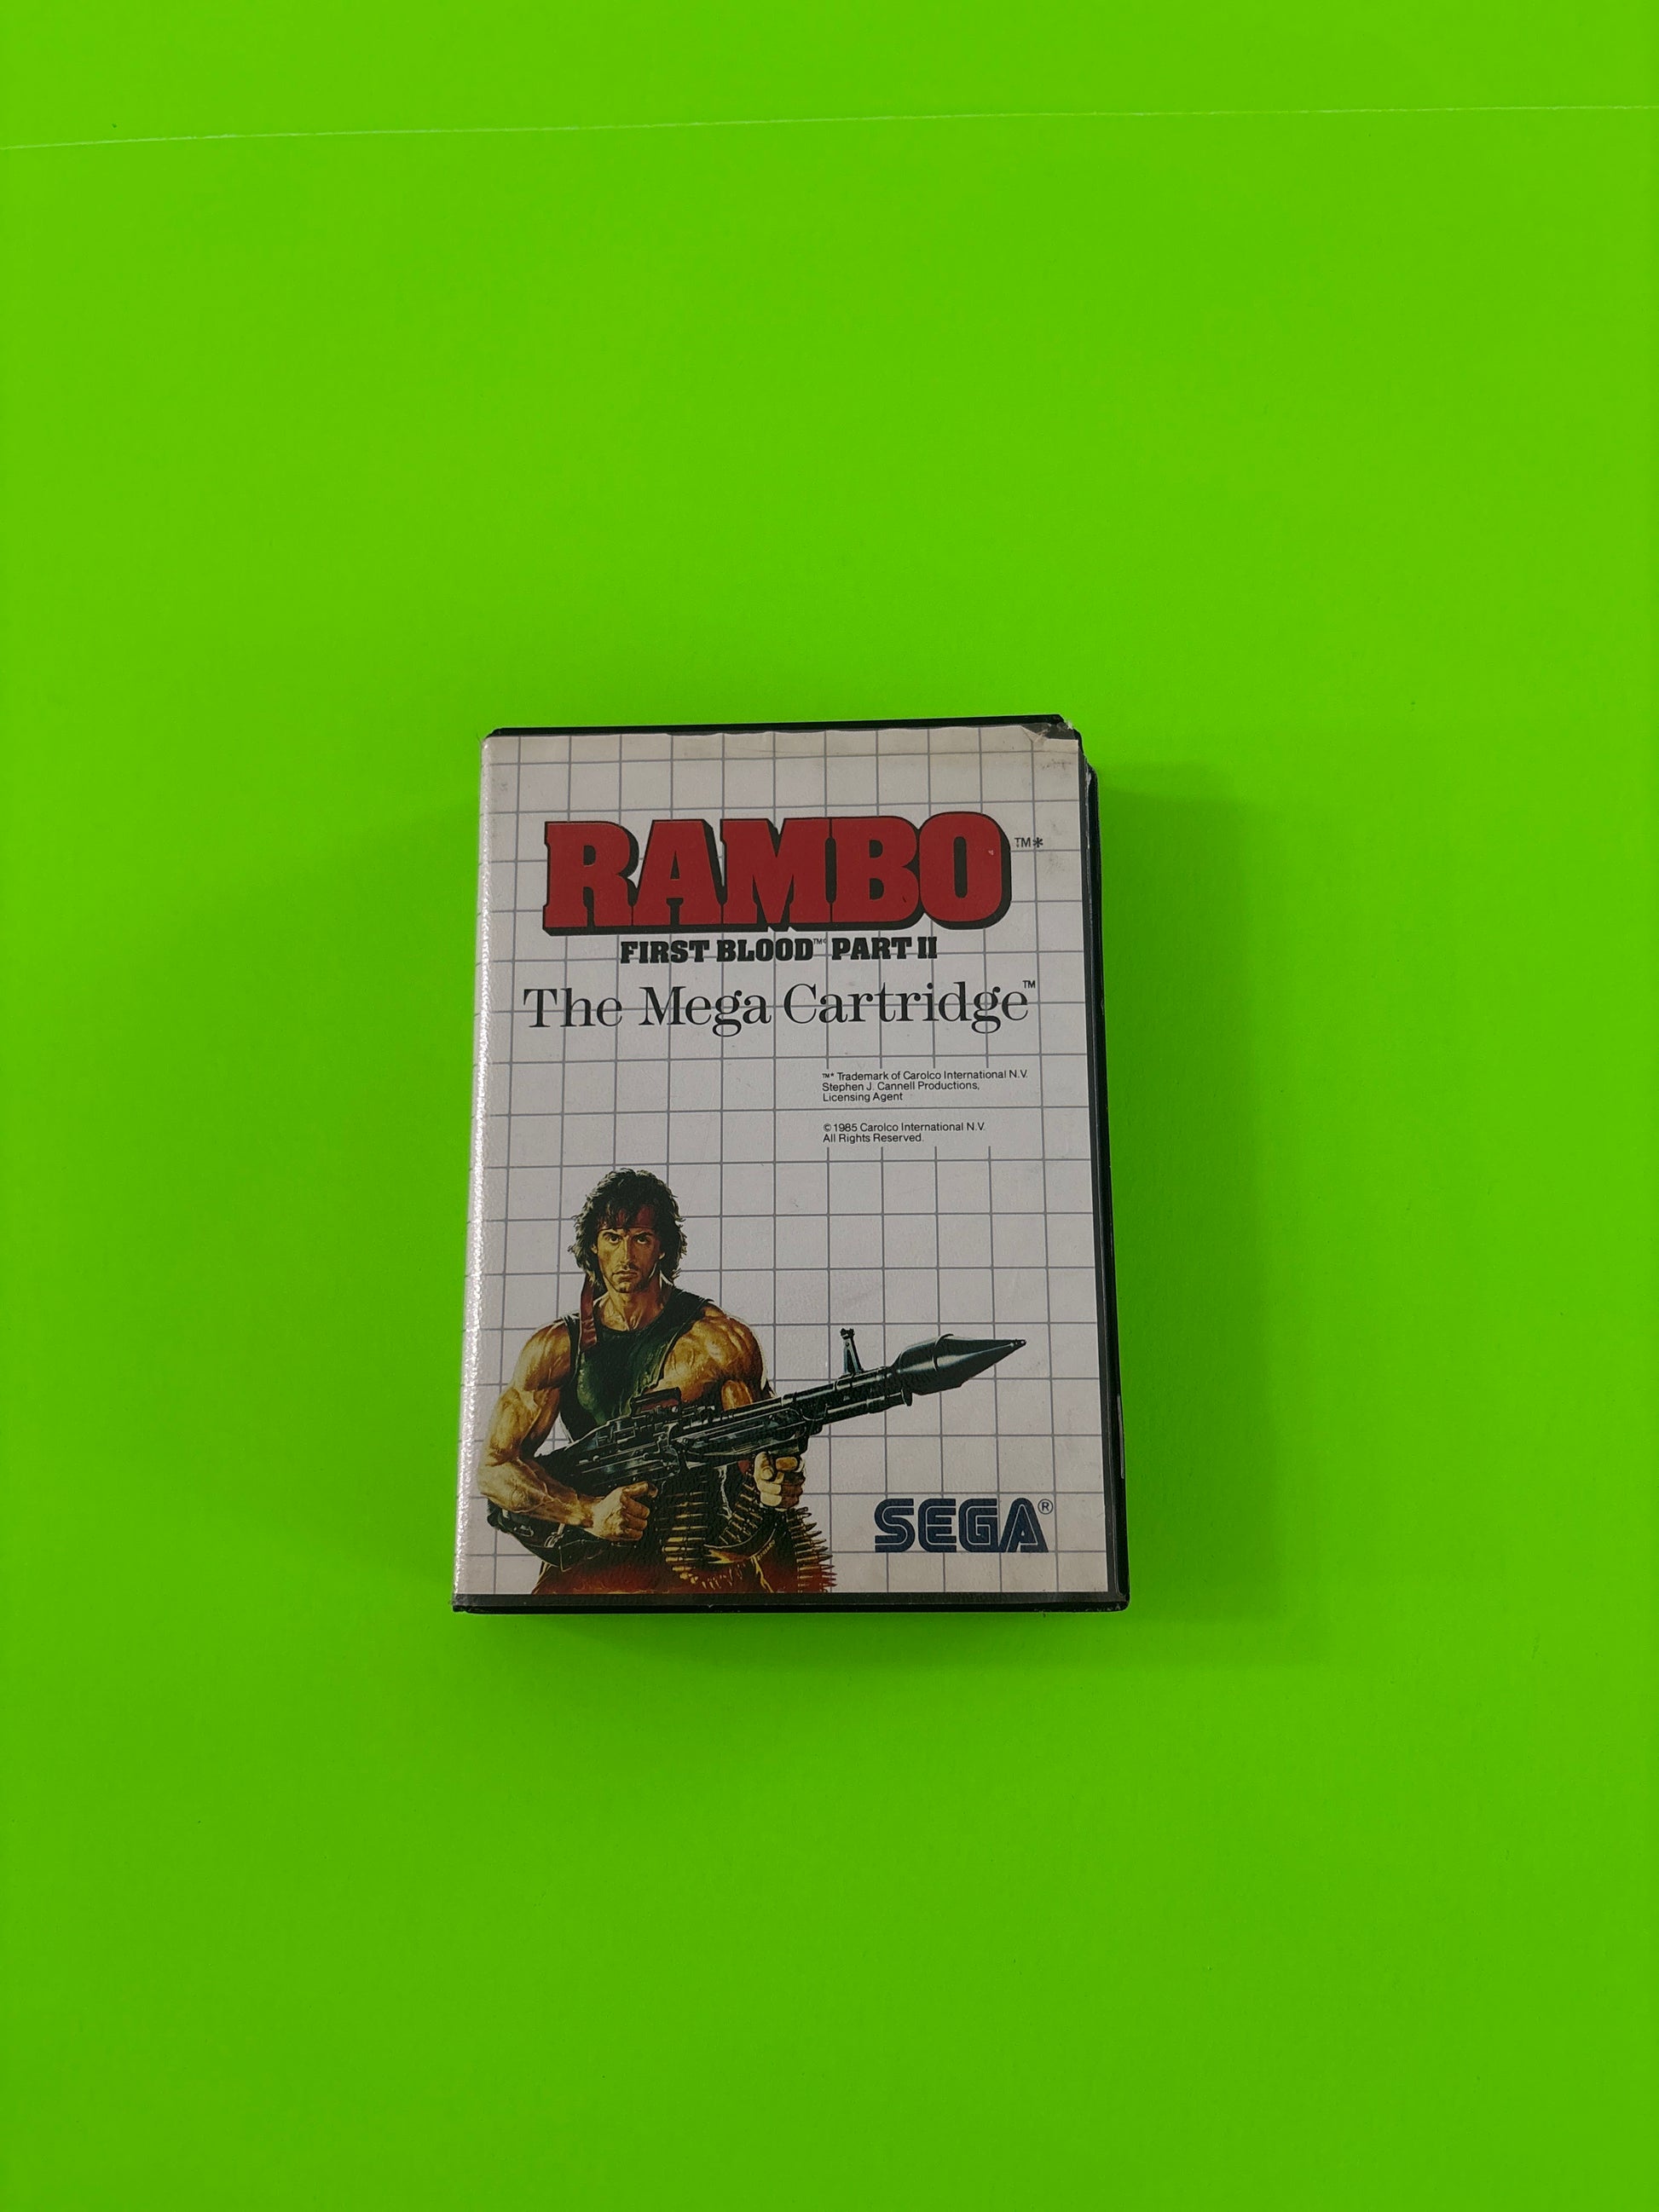 RAMBO ™*
FIRST BLOOD™* PART II
The Mega Cartridge™
™* Trademark of Carolco International N.V.
Stephen J. Cannell Productions,
Licensing Agent
© 1985 Carolco International N.V.
All Rights Reserved.
SEGA®